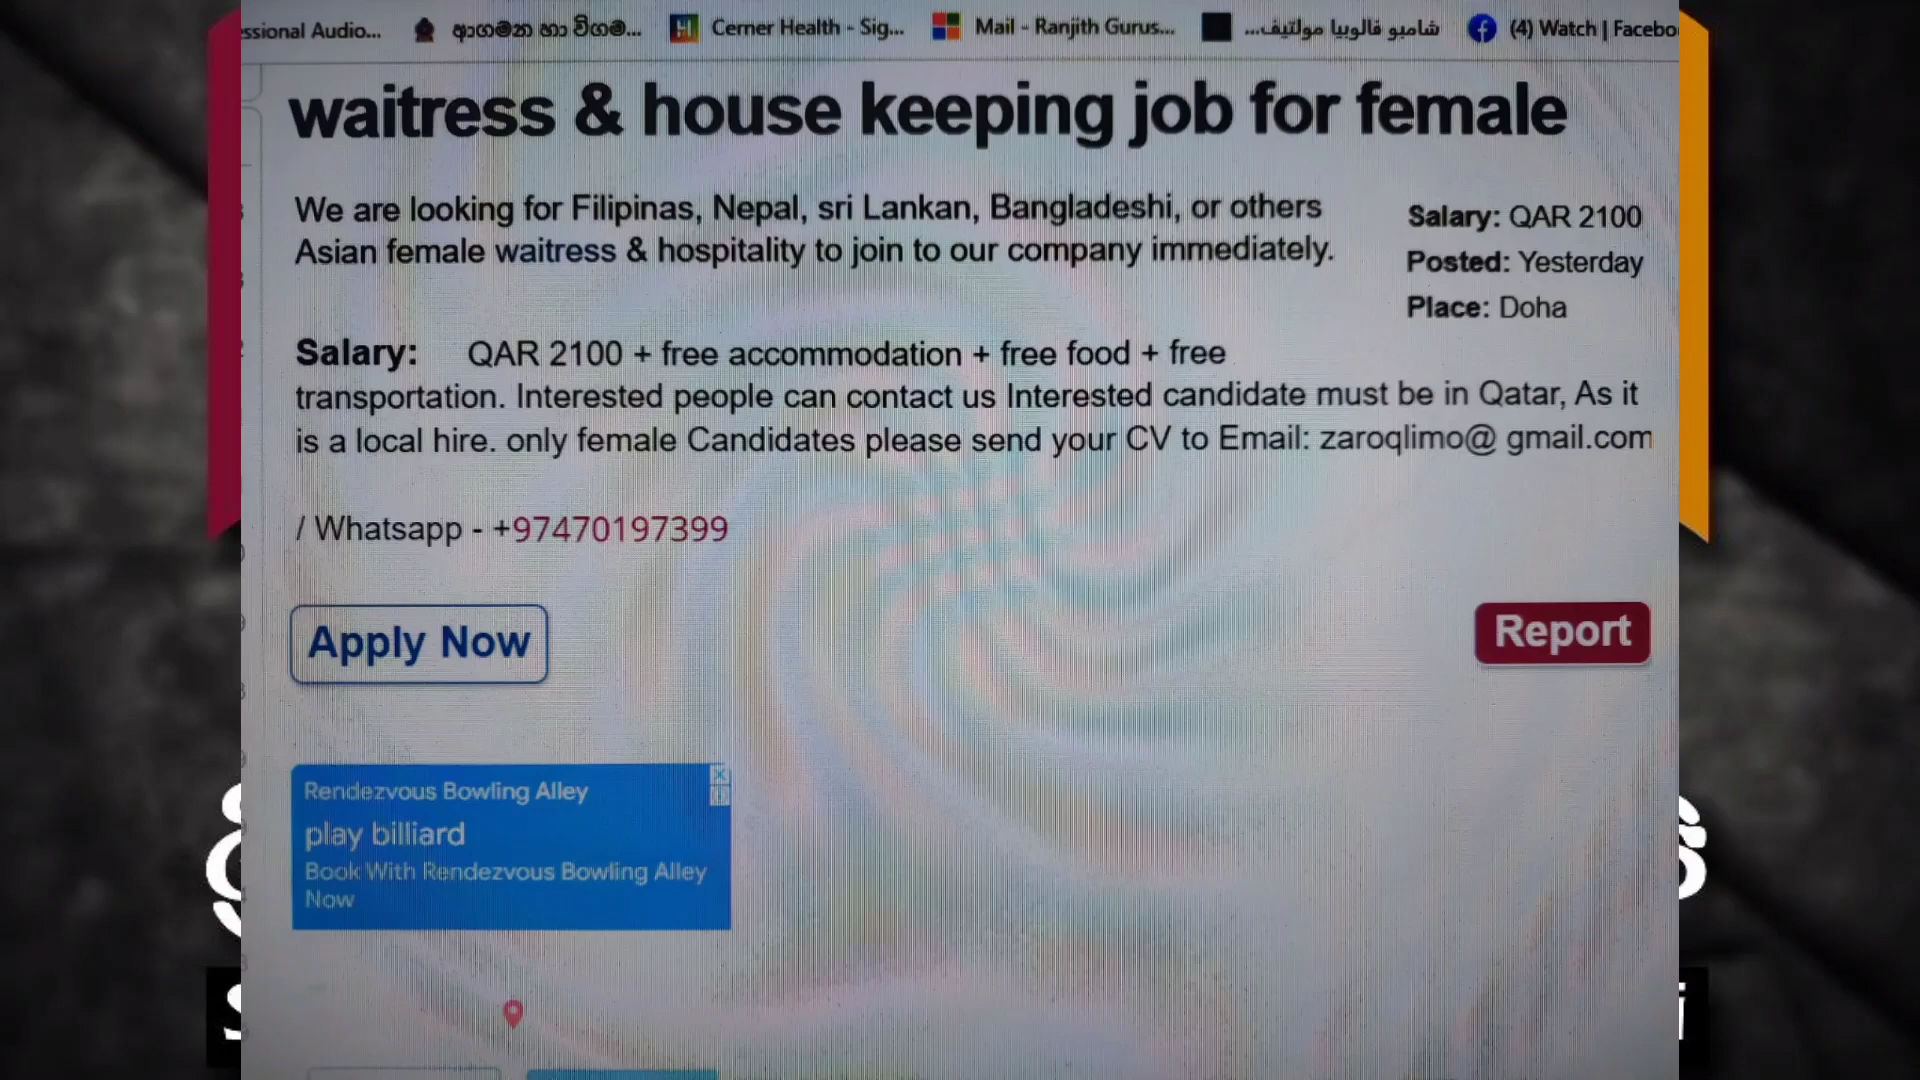 ssional Audio...
ආගමන හා විගම...
Cerner Health - Sig...
Mail - Ranjith Gurus...
شامبو فالوبيا مولتيف...
(4) Watch | Facebo
waitress & house keeping job for female
We are looking for Filipinas, Nepal, sri Lankan, Bangladeshi, or others
Asian female waitress & hospitality to join to our company immediately.
Salary: QAR 2100
Posted: Yesterday
Place: Doha
Salary: QAR 2100 + free accommodation + free food + free
transportation. Interested people can contact us Interested candidate must be in Qatar, As it
is a local hire. only female Candidates please send your CV to Email: zaroqlimo@ gmail.com
/ Whatsapp - +97470197399
Apply Now
Report
Rendezvous Bowling Alley
play billiard
Book With Rendezvous Bowling Alley
Now